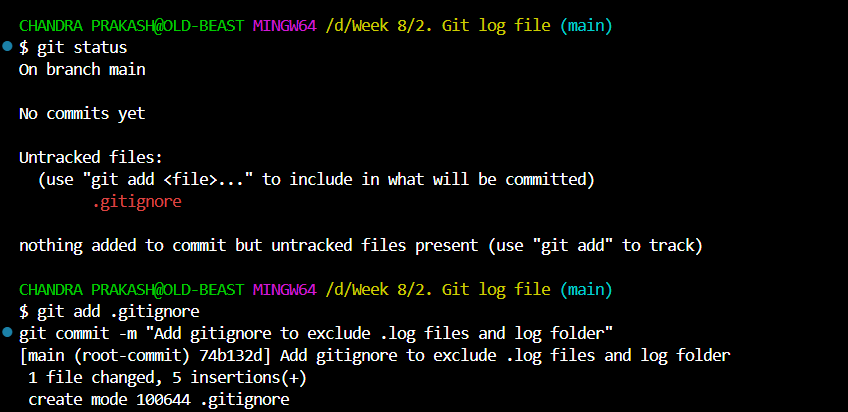 CHANDRA PRAKASH@OLD-BEAST MINGW64 /d/Week 8/2. Git log file (main)
$ git status
On branch main
No commits yet
Untracked files:
(use "git add <file>..." to include in what will be committed)
.gitignore
nothing added to commit but untracked files present (use "git add" to track)
CHANDRA PRAKASH@OLD-BEAST MINGW64 /d/Week 8/2. Git log file (main)
$ git add .gitignore
git commit -m "Add gitignore to exclude .log files and log folder"
[main (root-commit) 74b132d] Add gitignore to exclude .log files and log folder
1 file changed, 5 insertions(+)
create mode 100644 .gitignore